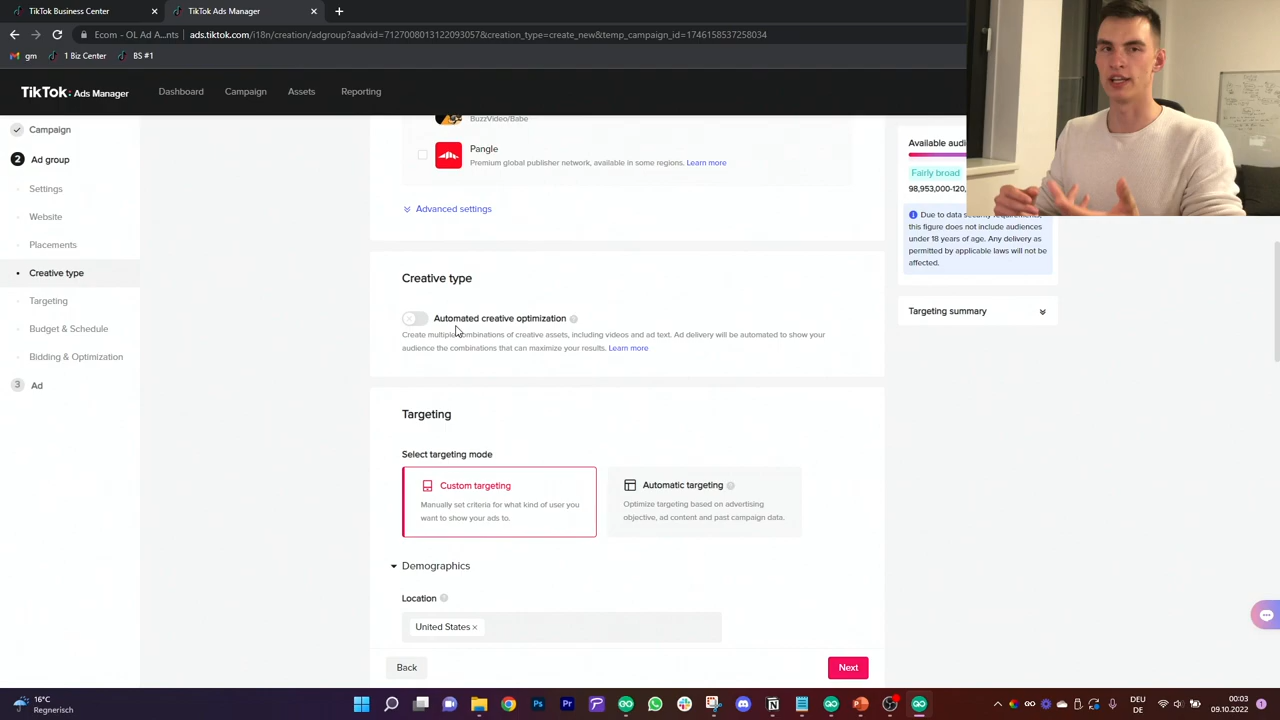 TikTok Business Center
TikTok Ads Manager
Ecom - OL Ad A...nts
ads.tiktok.com/i18n/creation/adgroup?aadvid=7127008013122093057&creation_type=create_new&temp_campaign_id=1746158537258034
gm
1 Biz Center
BS #1
TikTok: Ads Manager
Dashboard
Campaign
Assets
Reporting
Campaign
2
Ad group
Settings
Website
Placements
Creative type
Targeting
Budget & Schedule
Bidding & Optimization
3
Ad
BuzzVideo/Babe
Pangle
Premium global publisher network, available in some regions. Learn more
Advanced settings
Creative type
Automated creative optimization
Create multiple combinations of creative assets, including videos and ad text. Ad delivery will be automated to show your
audience the combinations that can maximize your results. Learn more
Targeting
Select targeting mode
Custom targeting
Manually set criteria for what kind of user you
want to show your ads to.
Automatic targeting
Optimize targeting based on advertising
objective, ad content and past campaign data.
Demographics
Location
United States
Back
Next
Available audi
Fairly broad
98,953,000-120,
Due to data security requirements,
this figure does not include audiences
under 18 years of age. Any delivery as
permitted by applicable laws will not be
affected.
Targeting summary
16°C
Regnerisch
DEU
DE
00:03
09.10.2022